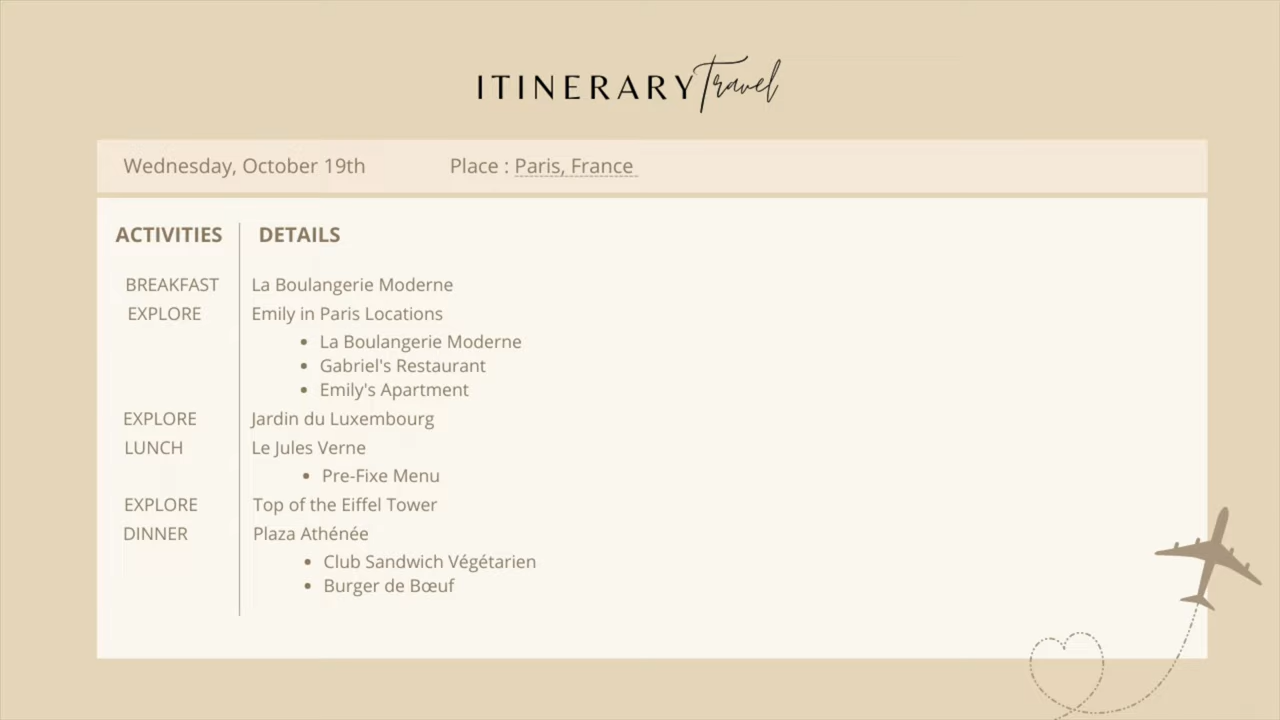 ITINERARY Travel
Wednesday, October 19th Place : Paris, France
ACTIVITIES DETAILS
BREAKFAST La Boulangerie Moderne
EXPLORE Emily in Paris Locations
• La Boulangerie Moderne
• Gabriel's Restaurant
• Emily's Apartment
EXPLORE Jardin du Luxembourg
LUNCH Le Jules Verne
• Pre-Fixe Menu
EXPLORE Top of the Eiffel Tower
DINNER Plaza Athénée
• Club Sandwich Végétarien
• Burger de Bœuf